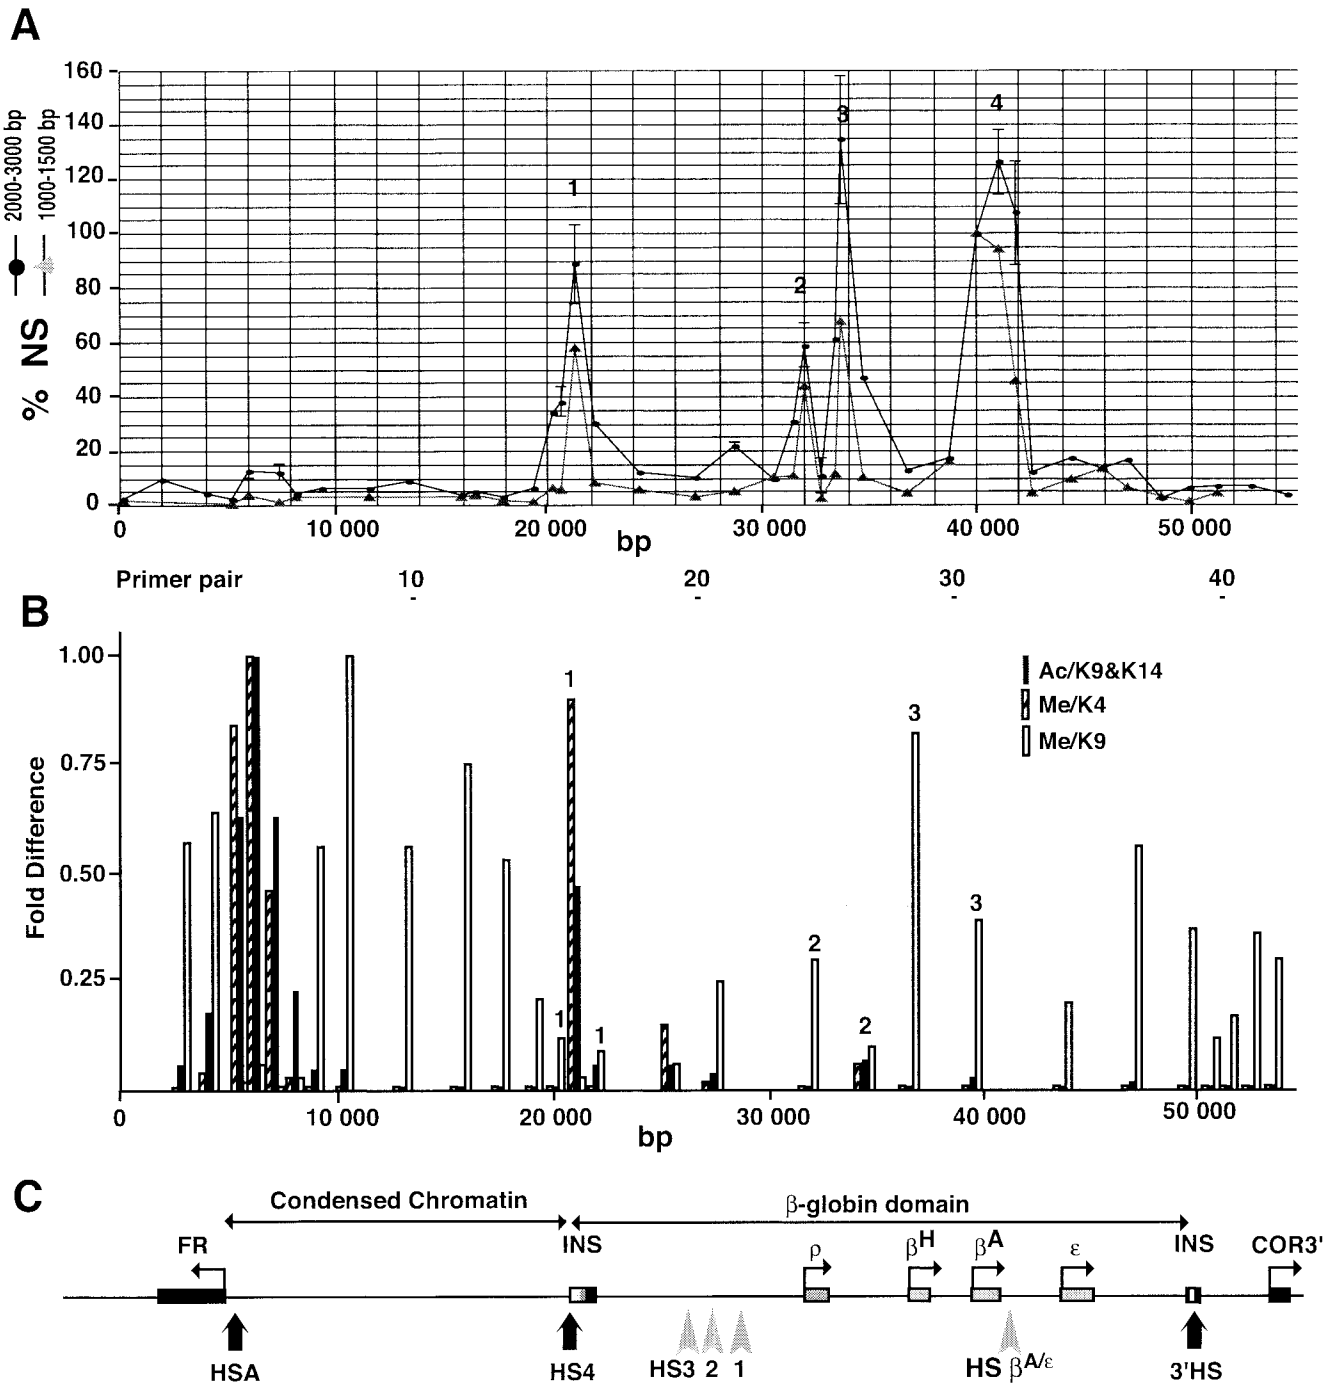 A
160
140
120
100
80
60
40
20
0
% NS
2000-3000 bp
1000-1500 bp
1
2
3
4
0 10 000 20 000 30 000 40 000 50 000
bp
Primer pair 10 20 30 40
B
1.00
0.75
0.50
0.25
Fold Difference
Ac/K9&K14
Me/K4
Me/K9
1
1
1
2
2
3
3
0 10 000 20 000 30 000 40 000 50 000
bp
C
Condensed Chromatin
β-globin domain
FR INS ρ βH βA ε INS COR3'
HSA HS4 HS3 2 1 HS βA/ε 3'HS